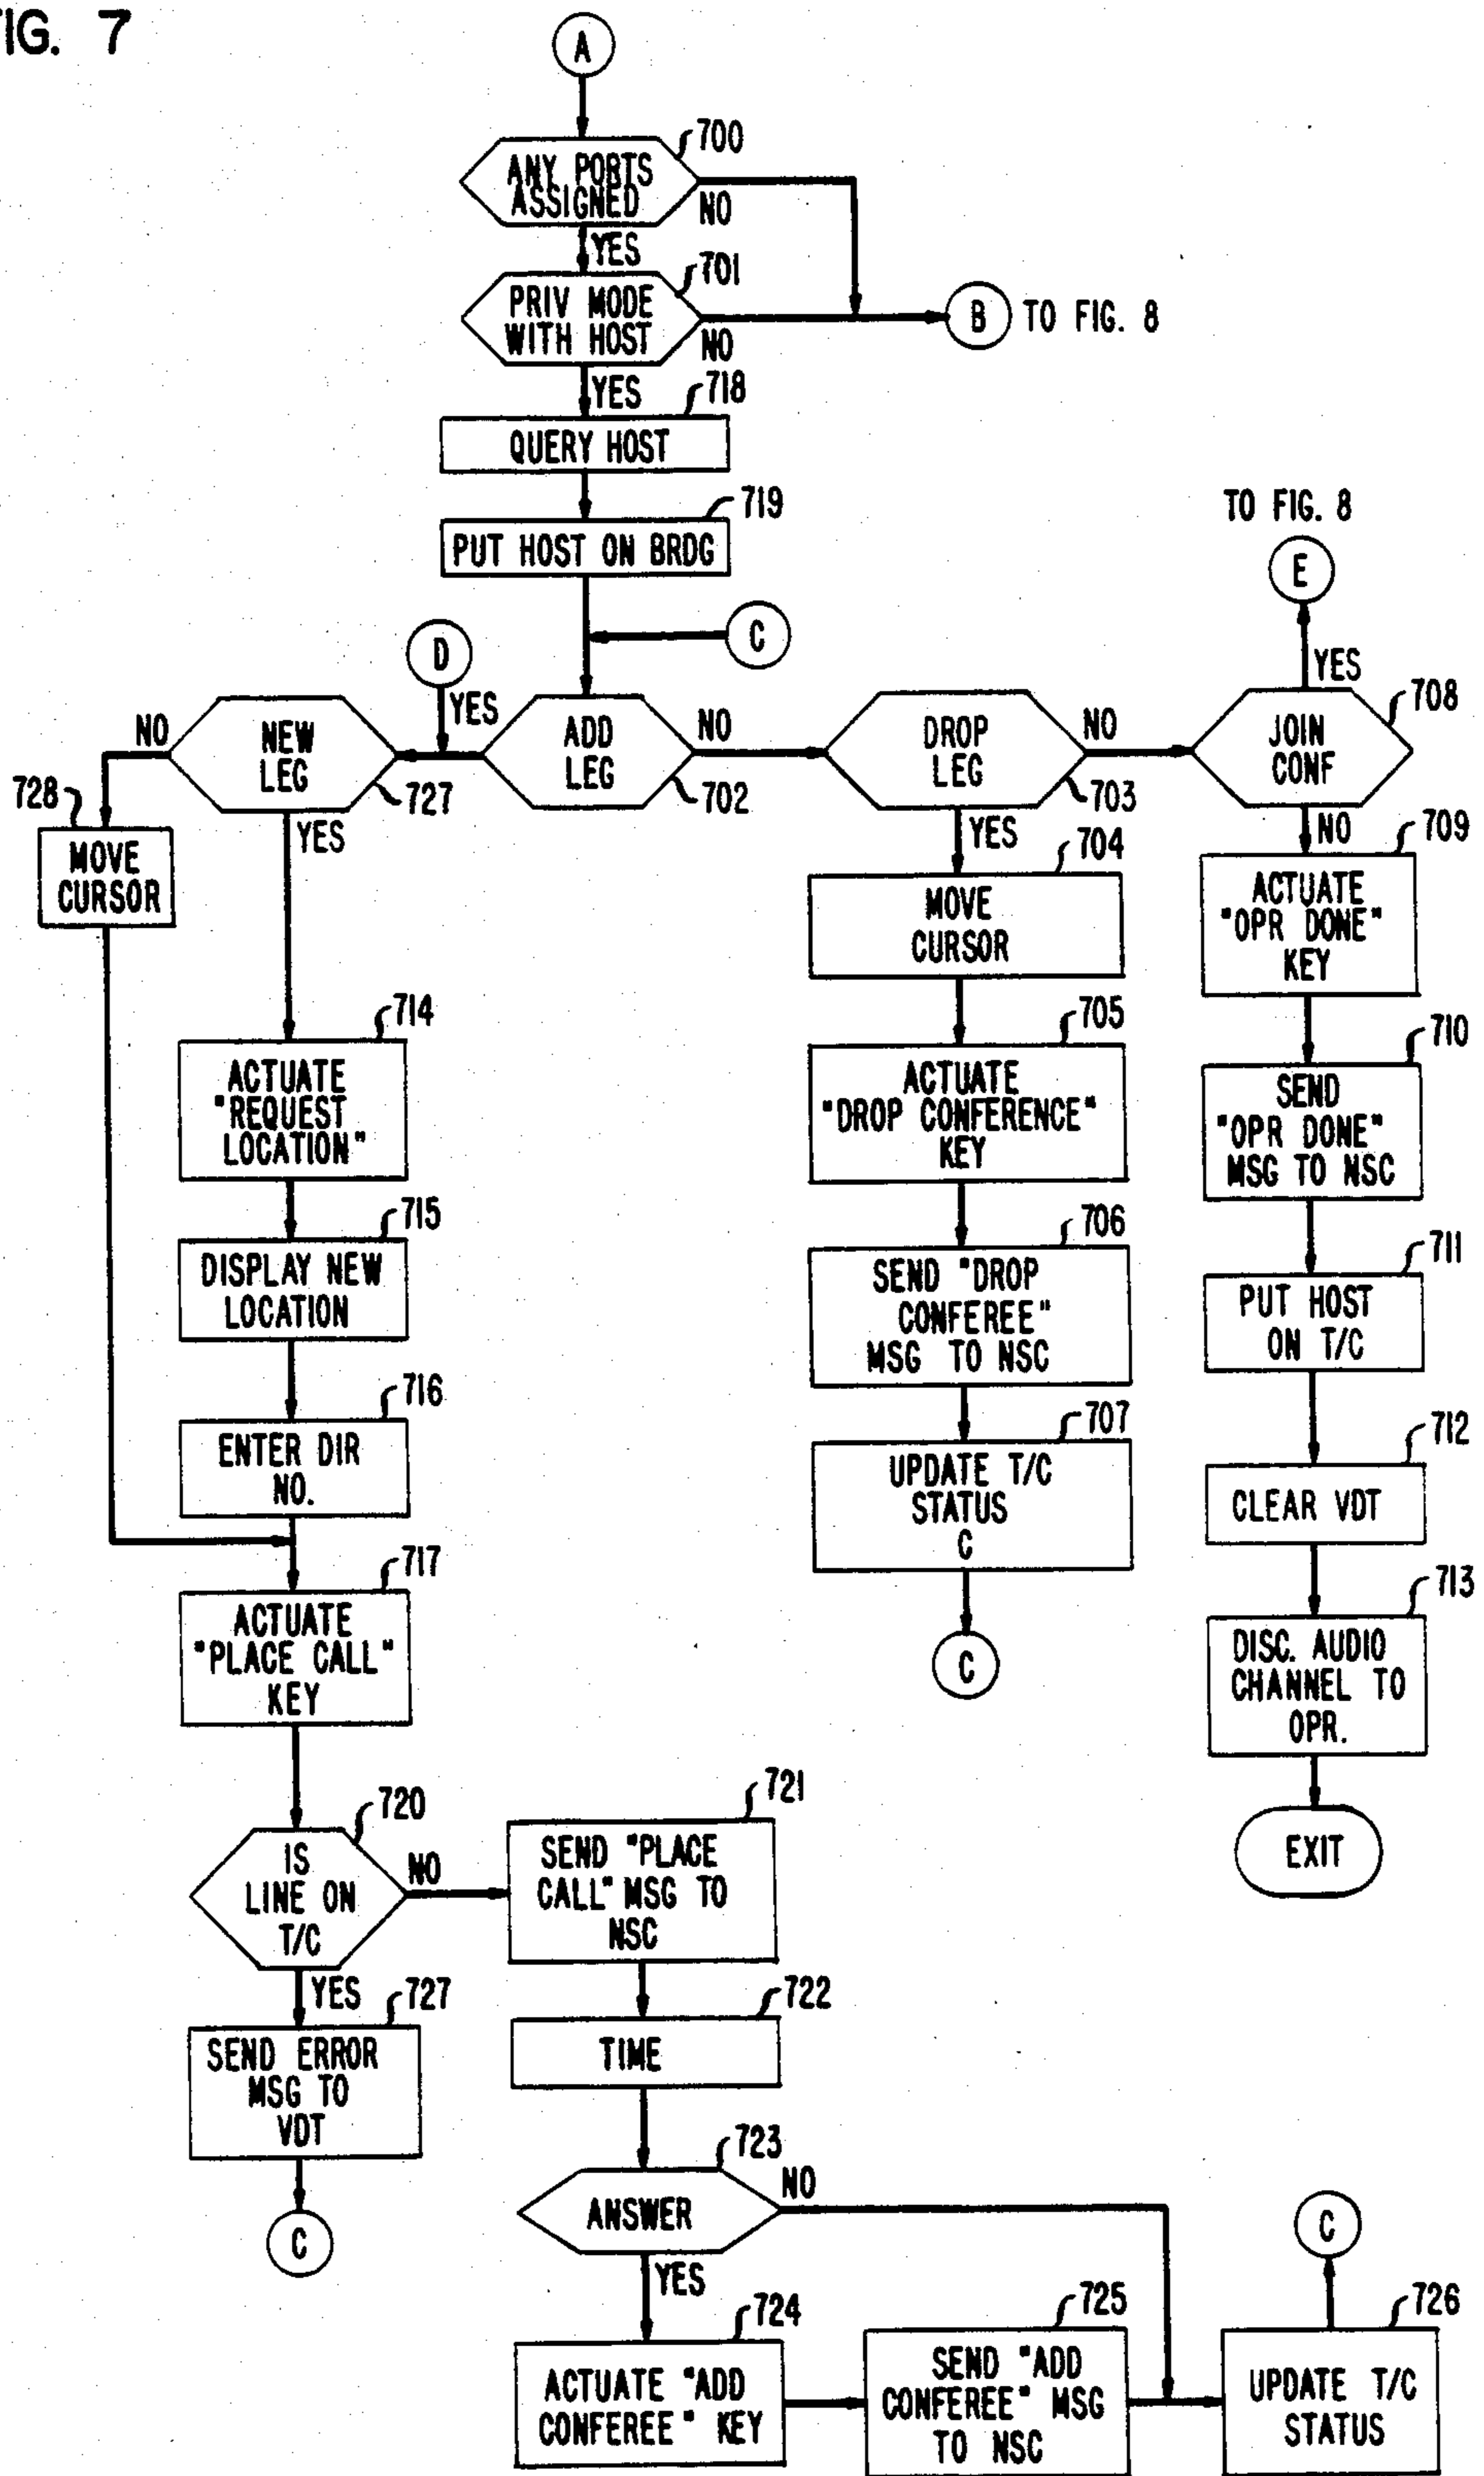 FIG. 7
A
700
ANY PORTS
ASSIGNED
NO
YES
701
PRIV MODE
WITH HOST
NO
B
TO FIG. 8
YES
718
QUERY HOST
719
PUT HOST ON BRDG
TO FIG. 8
E
YES
D
C
YES
NO
NEW
LEG
727
ADD
LEG
702
NO
DROP
LEG
703
NO
JOIN
CONF
708
728
MOVE
CURSOR
YES
YES
704
MOVE
CURSOR
NO
709
ACTUATE
"OPR DONE"
KEY
714
ACTUATE
"REQUEST
LOCATION"
705
ACTUATE
"DROP CONFERENCE"
KEY
710
SEND
"OPR DONE"
MSG TO NSC
715
DISPLAY NEW
LOCATION
706
SEND "DROP
CONFEREE"
MSG TO NSC
711
PUT HOST
ON T/C
716
ENTER DIR
NO.
707
UPDATE T/C
STATUS
C
712
CLEAR VDT
717
ACTUATE
"PLACE CALL"
KEY
C
713
DISC. AUDIO
CHANNEL TO
OPR.
EXIT
720
IS
LINE ON
T/C
NO
721
SEND "PLACE
CALL" MSG TO
NSC
YES
727
SEND ERROR
MSG TO
VDT
C
722
TIME
723
ANSWER
NO
YES
724
ACTUATE "ADD
CONFEREE" KEY
725
SEND "ADD
CONFEREE" MSG
TO NSC
C
726
UPDATE T/C
STATUS